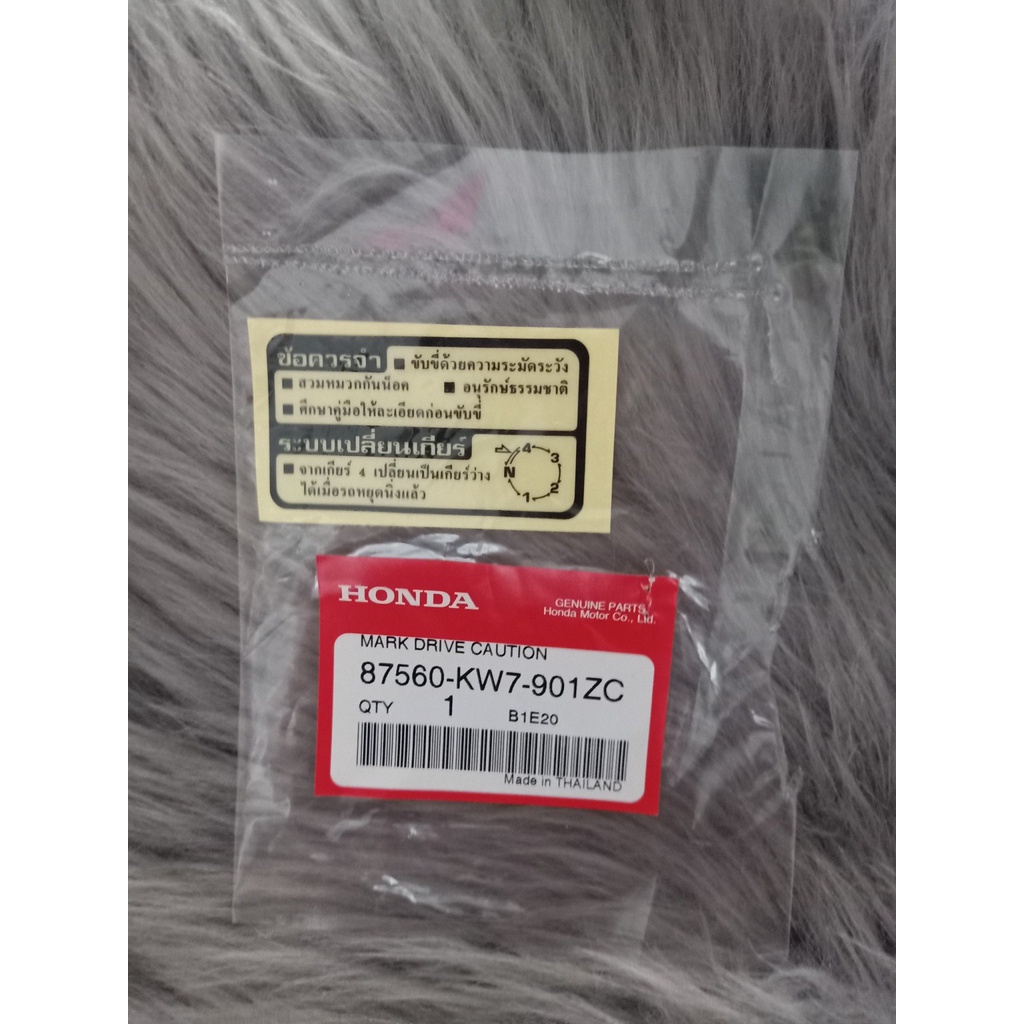 ข้อควรจำ ■ ขับขี่ด้วยความระมัดระวัง
■ สวมหมวกกันน็อค ■ อนุรักษ์ธรรมชาติ
■ ศึกษาคู่มือให้ละเอียดก่อนขับขี่
ระบบเปลี่ยนเกียร์
■ จากเกียร์ 4 เปลี่ยนเป็นเกียร์ว่าง
ได้เมื่อรถหยุดนิ่งแล้ว
4
N 3
2
1
HONDA
GENUINE PARTS
Honda Motor Co., Ltd.
MARK DRIVE CAUTION
87560-KW7-901ZC
QTY 1 B1E20
Made in THAILAND